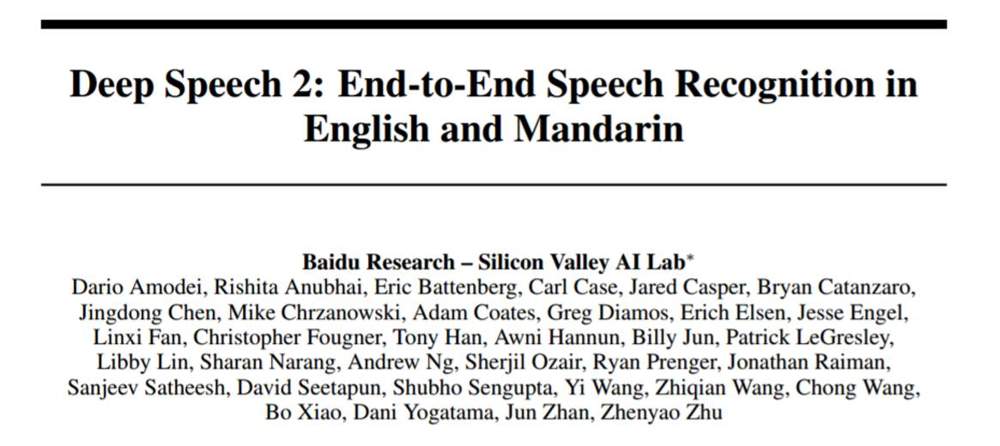 Deep Speech 2: End-to-End Speech Recognition in
English and Mandarin
Baidu Research – Silicon Valley AI Lab*
Dario Amodei, Rishita Anubhai, Eric Battenberg, Carl Case, Jared Casper, Bryan Catanzaro,
Jingdong Chen, Mike Chrzanowski, Adam Coates, Greg Diamos, Erich Elsen, Jesse Engel,
Linxi Fan, Christopher Fougner, Tony Han, Awni Hannun, Billy Jun, Patrick LeGresley,
Libby Lin, Sharan Narang, Andrew Ng, Sherjil Ozair, Ryan Prenger, Jonathan Raiman,
Sanjeev Satheesh, David Seetapun, Shubho Sengupta, Yi Wang, Zhiqian Wang, Chong Wang,
Bo Xiao, Dani Yogatama, Jun Zhan, Zhenyao Zhu